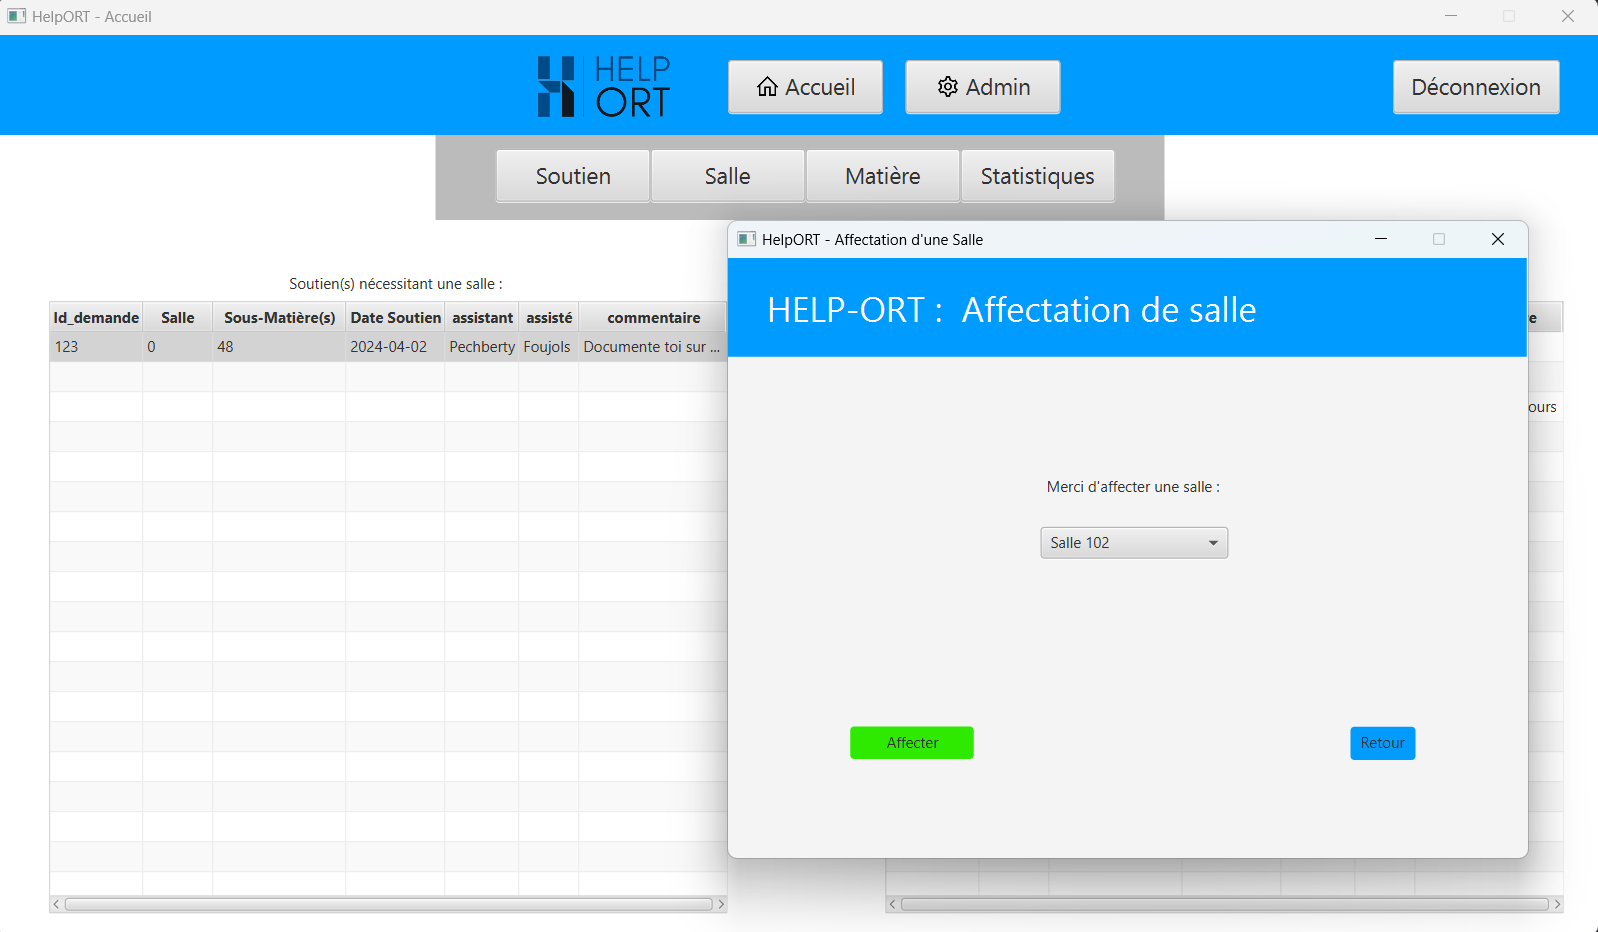 HelpORT - Accueil
HELP
ORT
Accueil
Admin
Déconnexion
Soutien
Salle
Matière
Statistiques
HelpORT - Affectation d'une Salle
HELP-ORT : Affectation de salle
Soutien(s) nécessitant une salle :
Id_demande Salle Sous-Matière(s) Date Soutien assistant assisté commentaire
123 0 48 2024-04-02 Pechberty Foujols Documente toi sur ...
Merci d'affecter une salle :
Salle 102
Affecter
Retour